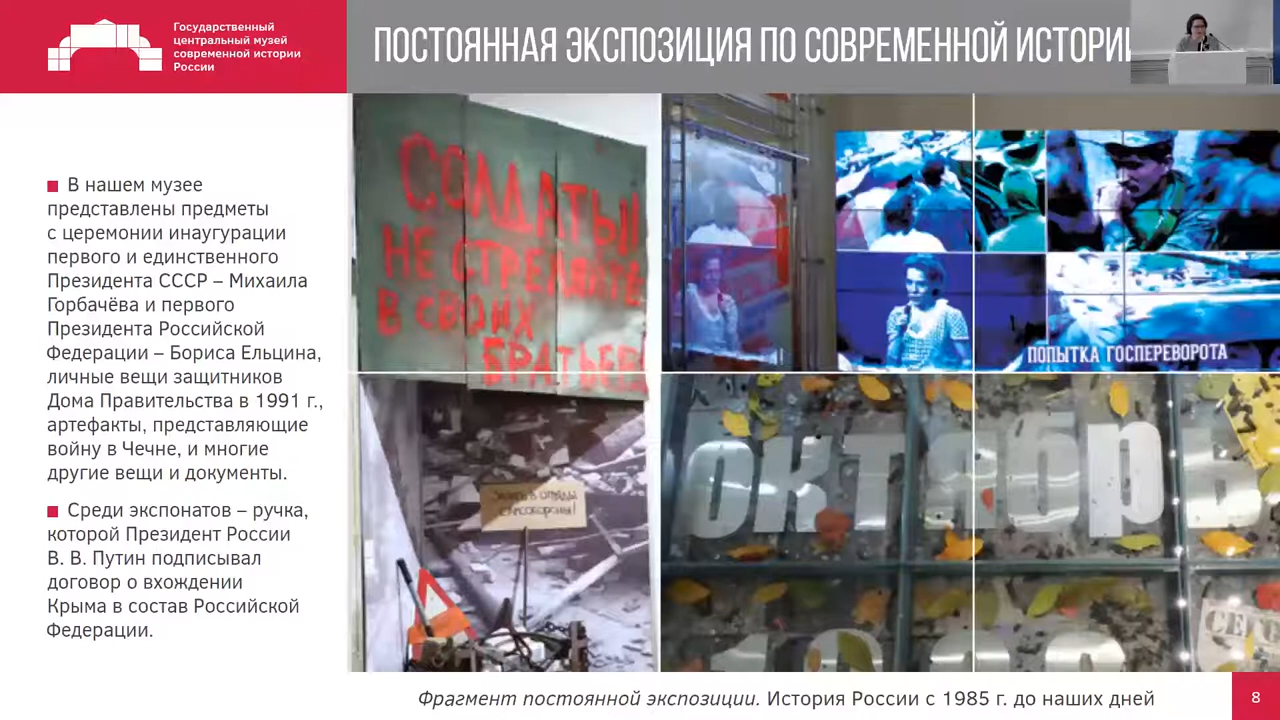 Государственный
центральный музей
современной истории
России
ПОСТОЯННАЯ ЭКСПОЗИЦИЯ ПО СОВРЕМЕННОЙ ИСТОРИИ
В нашем музее
представлены предметы
с церемонии инаугурации
первого и единственного
Президента СССР – Михаила
Горбачёва и первого
Президента Российской
Федерации – Бориса Ельцина,
личные вещи защитников
Дома Правительства в 1991 г.,
артефакты, представляющие
войну в Чечне, и многие
другие вещи и документы.
Среди экспонатов – ручка,
которой Президент России
В. В. Путин подписывал
договор о вхождении
Крыма в состав Российской
Федерации.
СОЛДАТЫ!
НЕ СТРЕЛЯЙТЕ
В СВОИХ
БРАТЬЕВ
ПОПЫТКА ГОСПЕРЕВОРОТА
октябрь
Фрагмент постоянной экспозиции. История России с 1985 г. до наших дней
8